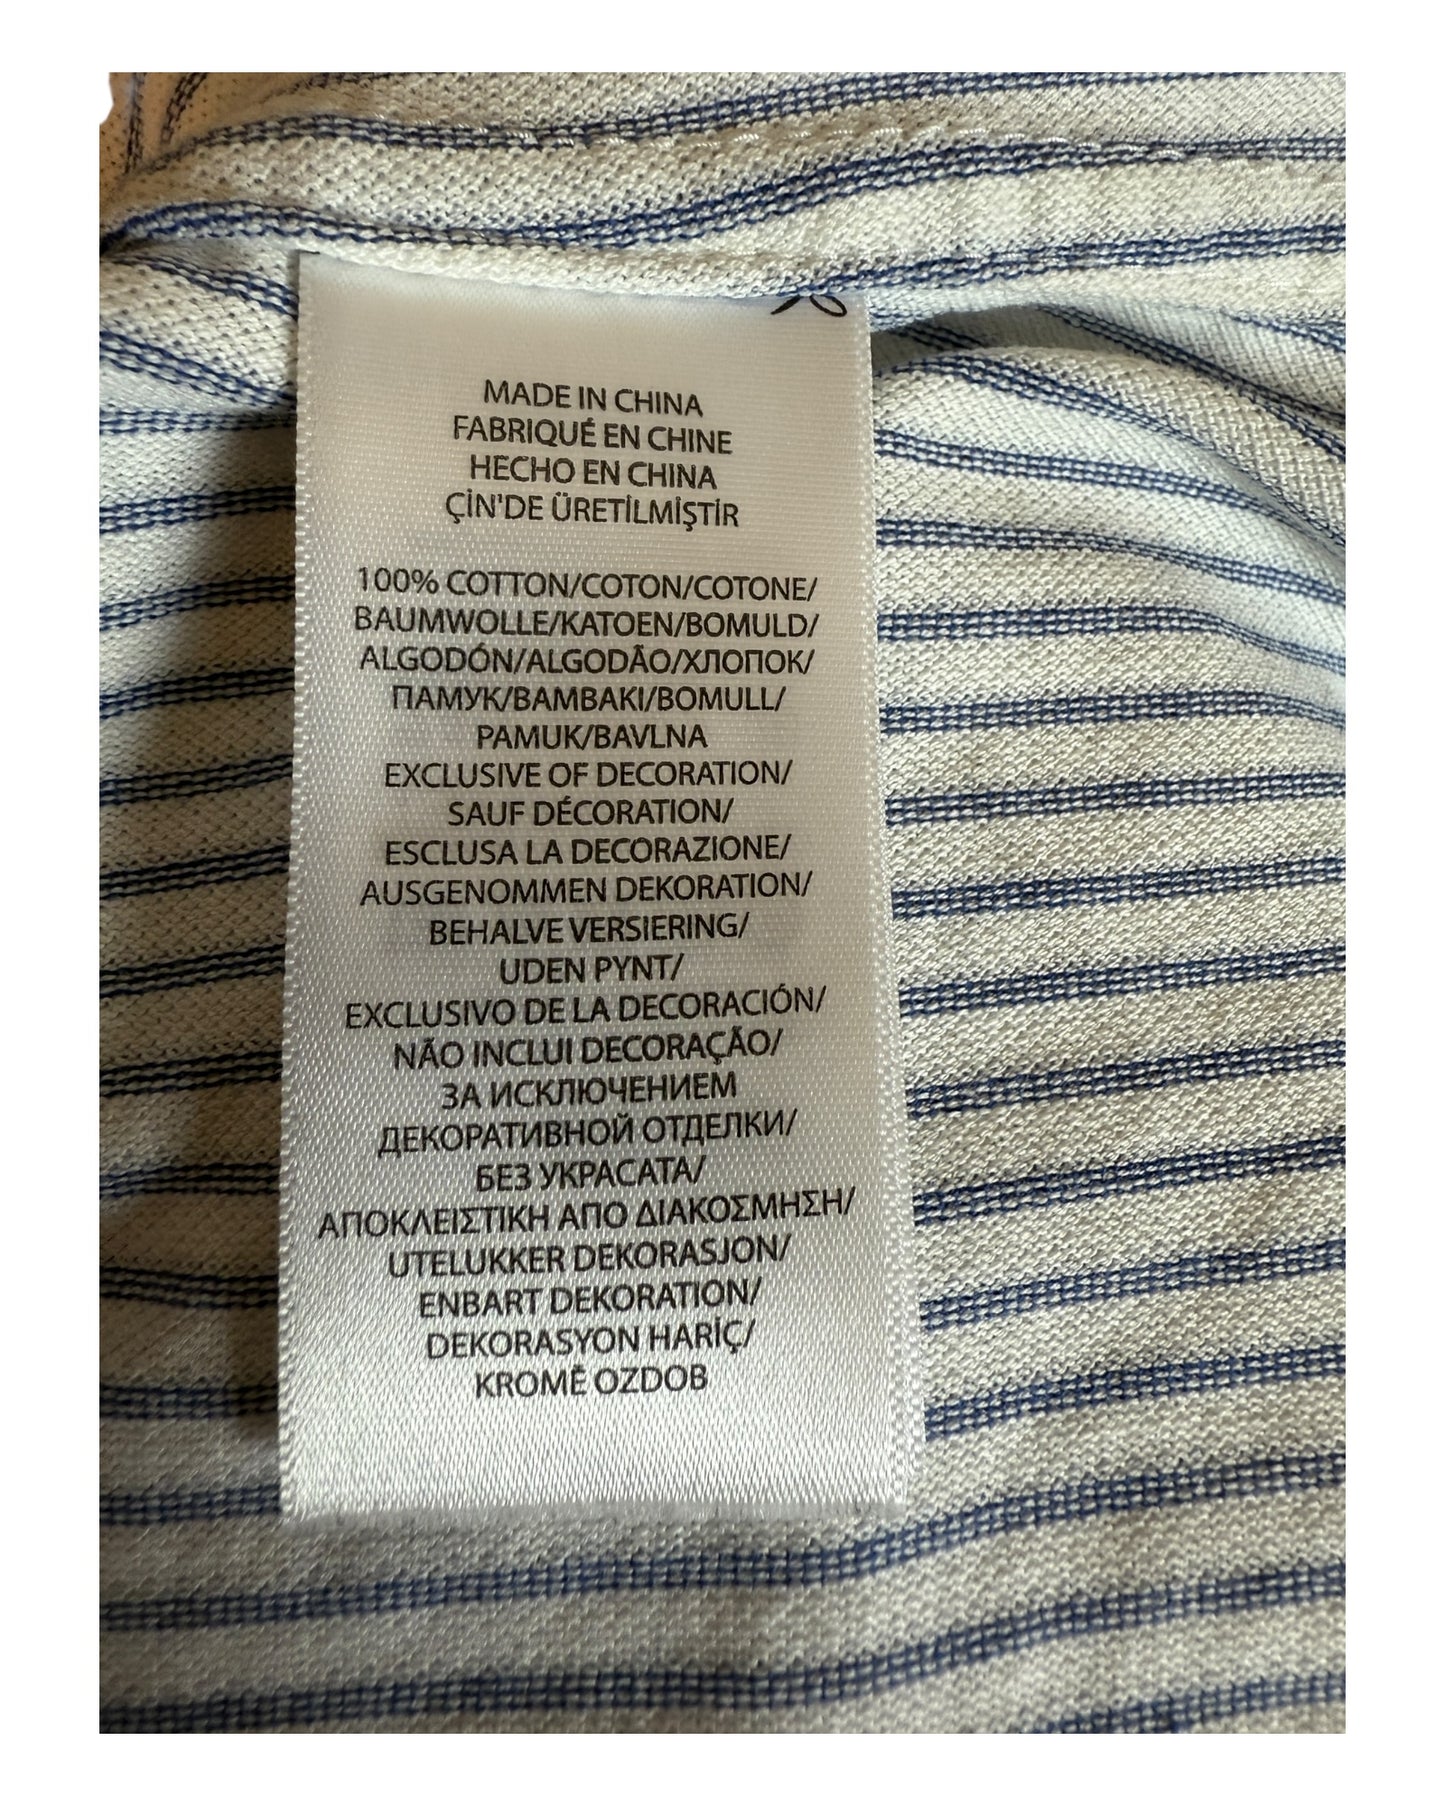 MADE IN CHINA
FABRIQUÉ EN CHINE
HECHO EN CHINA
ÇİN'DE ÜRETİLMİŞTİR
100% COTTON/COTON/COTONE/
BAUMWOLLE/KATOEN/BOMULD/
ALGODÓN/ALGODÃO/ХЛОПОК/
ПАМУК/BAMBAKI/BOMULL/
PAMUK/BAVLNA
EXCLUSIVE OF DECORATION/
SAUF DÉCORATION/
ESCLUSA LA DECORAZIONE/
AUSGENOMMEN DEKORATION/
BEHALVE VERSIERING/
UDEN PYNT/
EXCLUSIVO DE LA DECORACIÓN/
NÃO INCLUI DECORAÇÃO/
ЗА ИСКЛЮЧЕНИЕМ
ДЕКОРАТИВНОЙ ОТДЕЛКИ/
БЕЗ УКРАСАТА/
ΑΠΟΚΛΕΙΣΤΙΚΗ ΑΠΟ ΔΙΑΚΟΣΜΗΣΗ/
UTELUKKER DEKORASJON/
ENBART DEKORATION/
DEKORASYON HARİÇ/
KROMĚ OZDOB